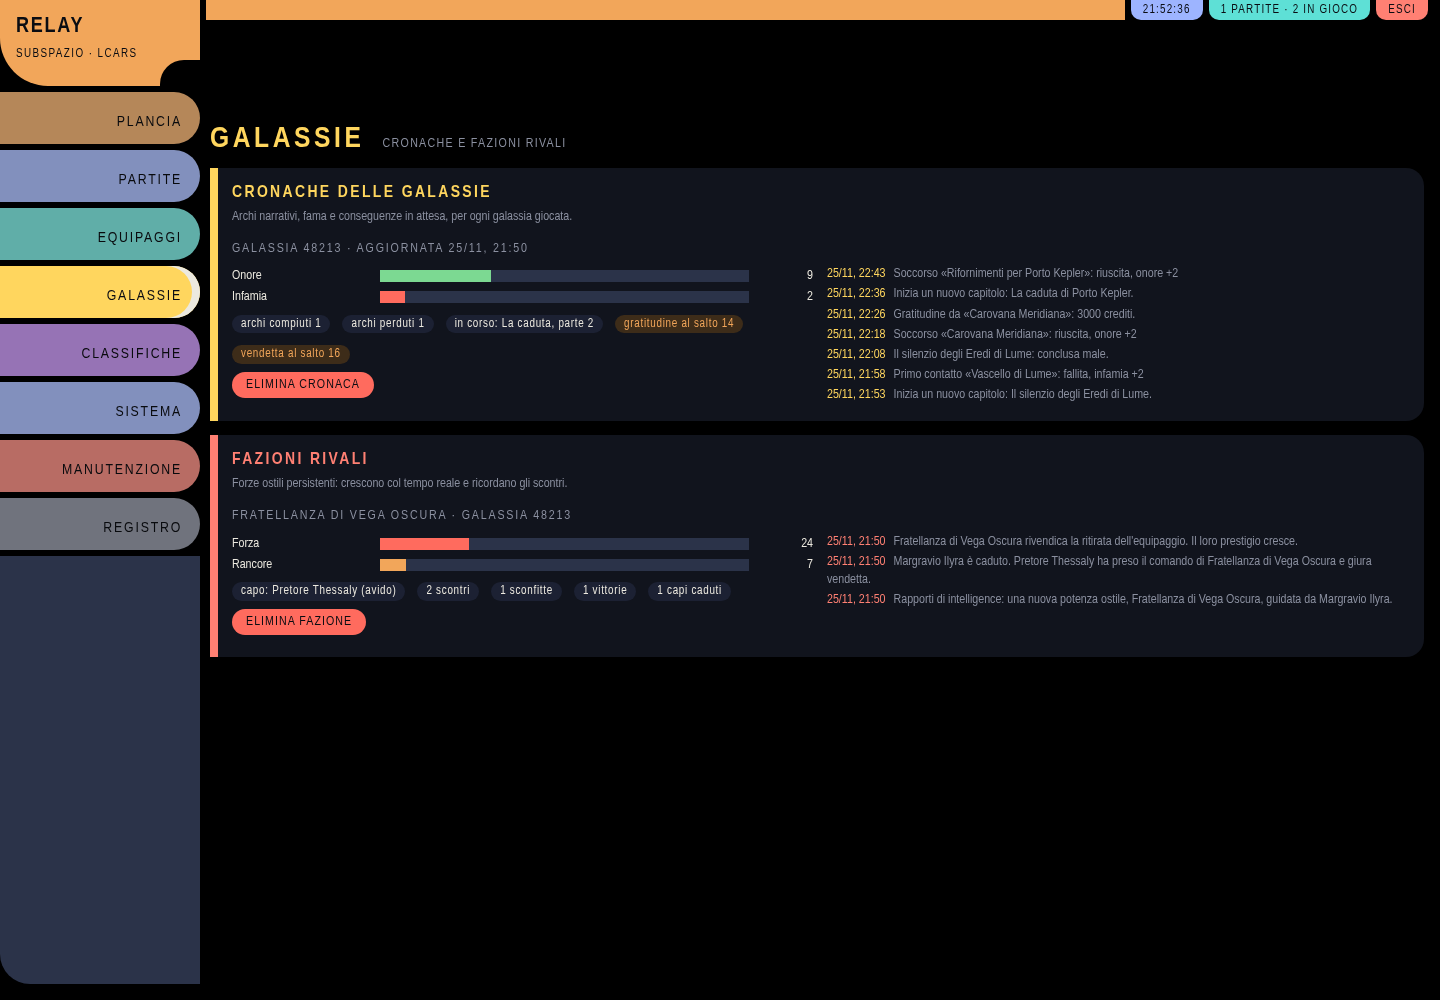 RELAY
SUBSPAZIO · LCARS
21:52:36
1 PARTITE · 2 IN GIOCO
ESCI
PLANCIA
PARTITE
EQUIPAGGI
GALASSIE
CLASSIFICHE
SISTEMA
MANUTENZIONE
REGISTRO
GALASSIE CRONACHE E FAZIONI RIVALI
CRONACHE DELLE GALASSIE
Archi narrativi, fama e conseguenze in attesa, per ogni galassia giocata.
GALASSIA 48213 · AGGIORNATA 25/11, 21:50
Onore 9
Infamia 2
archi compiuti 1 archi perduti 1 in corso: La caduta, parte 2 gratitudine al salto 14
vendetta al salto 16
ELIMINA CRONACA
25/11, 22:43 Soccorso «Rifornimenti per Porto Kepler»: riuscita, onore +2
25/11, 22:36 Inizia un nuovo capitolo: La caduta di Porto Kepler.
25/11, 22:26 Gratitudine da «Carovana Meridiana»: 3000 crediti.
25/11, 22:18 Soccorso «Carovana Meridiana»: riuscita, onore +2
25/11, 22:08 Il silenzio degli Eredi di Lume: conclusa male.
25/11, 21:58 Primo contatto «Vascello di Lume»: fallita, infamia +2
25/11, 21:53 Inizia un nuovo capitolo: Il silenzio degli Eredi di Lume.
FAZIONI RIVALI
Forze ostili persistenti: crescono col tempo reale e ricordano gli scontri.
FRATELLANZA DI VEGA OSCURA · GALASSIA 48213
Forza 24
Rancore 7
capo: Pretore Thessaly (avido) 2 scontri 1 sconfitte 1 vittorie 1 capi caduti
ELIMINA FAZIONE
25/11, 21:50 Fratellanza di Vega Oscura rivendica la ritirata dell'equipaggio. Il loro prestigio cresce.
25/11, 21:50 Margravio Ilyra è caduto. Pretore Thessaly ha preso il comando di Fratellanza di Vega Oscura e giura
vendetta.
25/11, 21:50 Rapporti di intelligence: una nuova potenza ostile, Fratellanza di Vega Oscura, guidata da Margravio Ilyra.